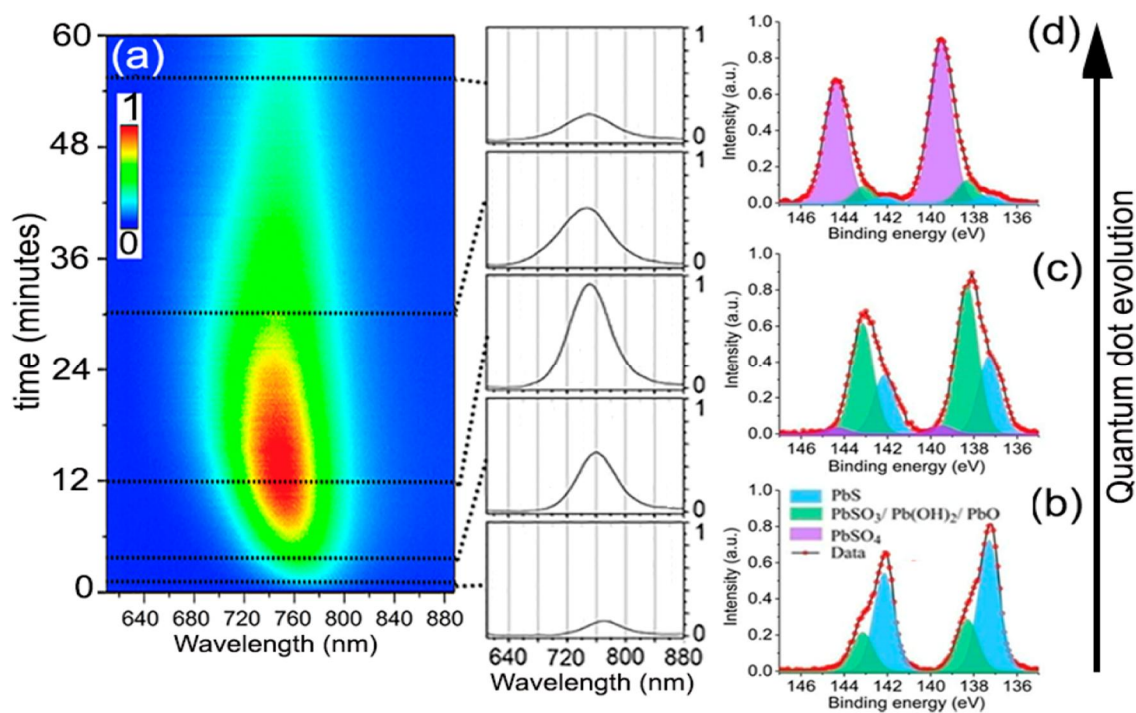 (a)
60
48
36
24
12
0
time (minutes)
1
0
640 680 720 760 800 840 880
Wavelength (nm)
1
0
1
0
1
0
1
0
1
0
640 720 800 880
Wavelength (nm)
(d)
1.0
0.8
0.6
0.4
0.2
0.0
Intensity (a.u.)
146 144 142 140 138 136
Binding energy (eV)
(c)
1.0
0.8
0.6
0.4
0.2
0.0
Intensity (a.u.)
146 144 142 140 138 136
Binding energy (eV)
(b)
1.0
0.8
0.6
0.4
0.2
0.0
Intensity (a.u.)
PbS
PbSO₃/ Pb(OH)₂/ PbO
PbSO₄
Data
146 144 142 140 138 136
Binding energy (eV)
Quantum dot evolution